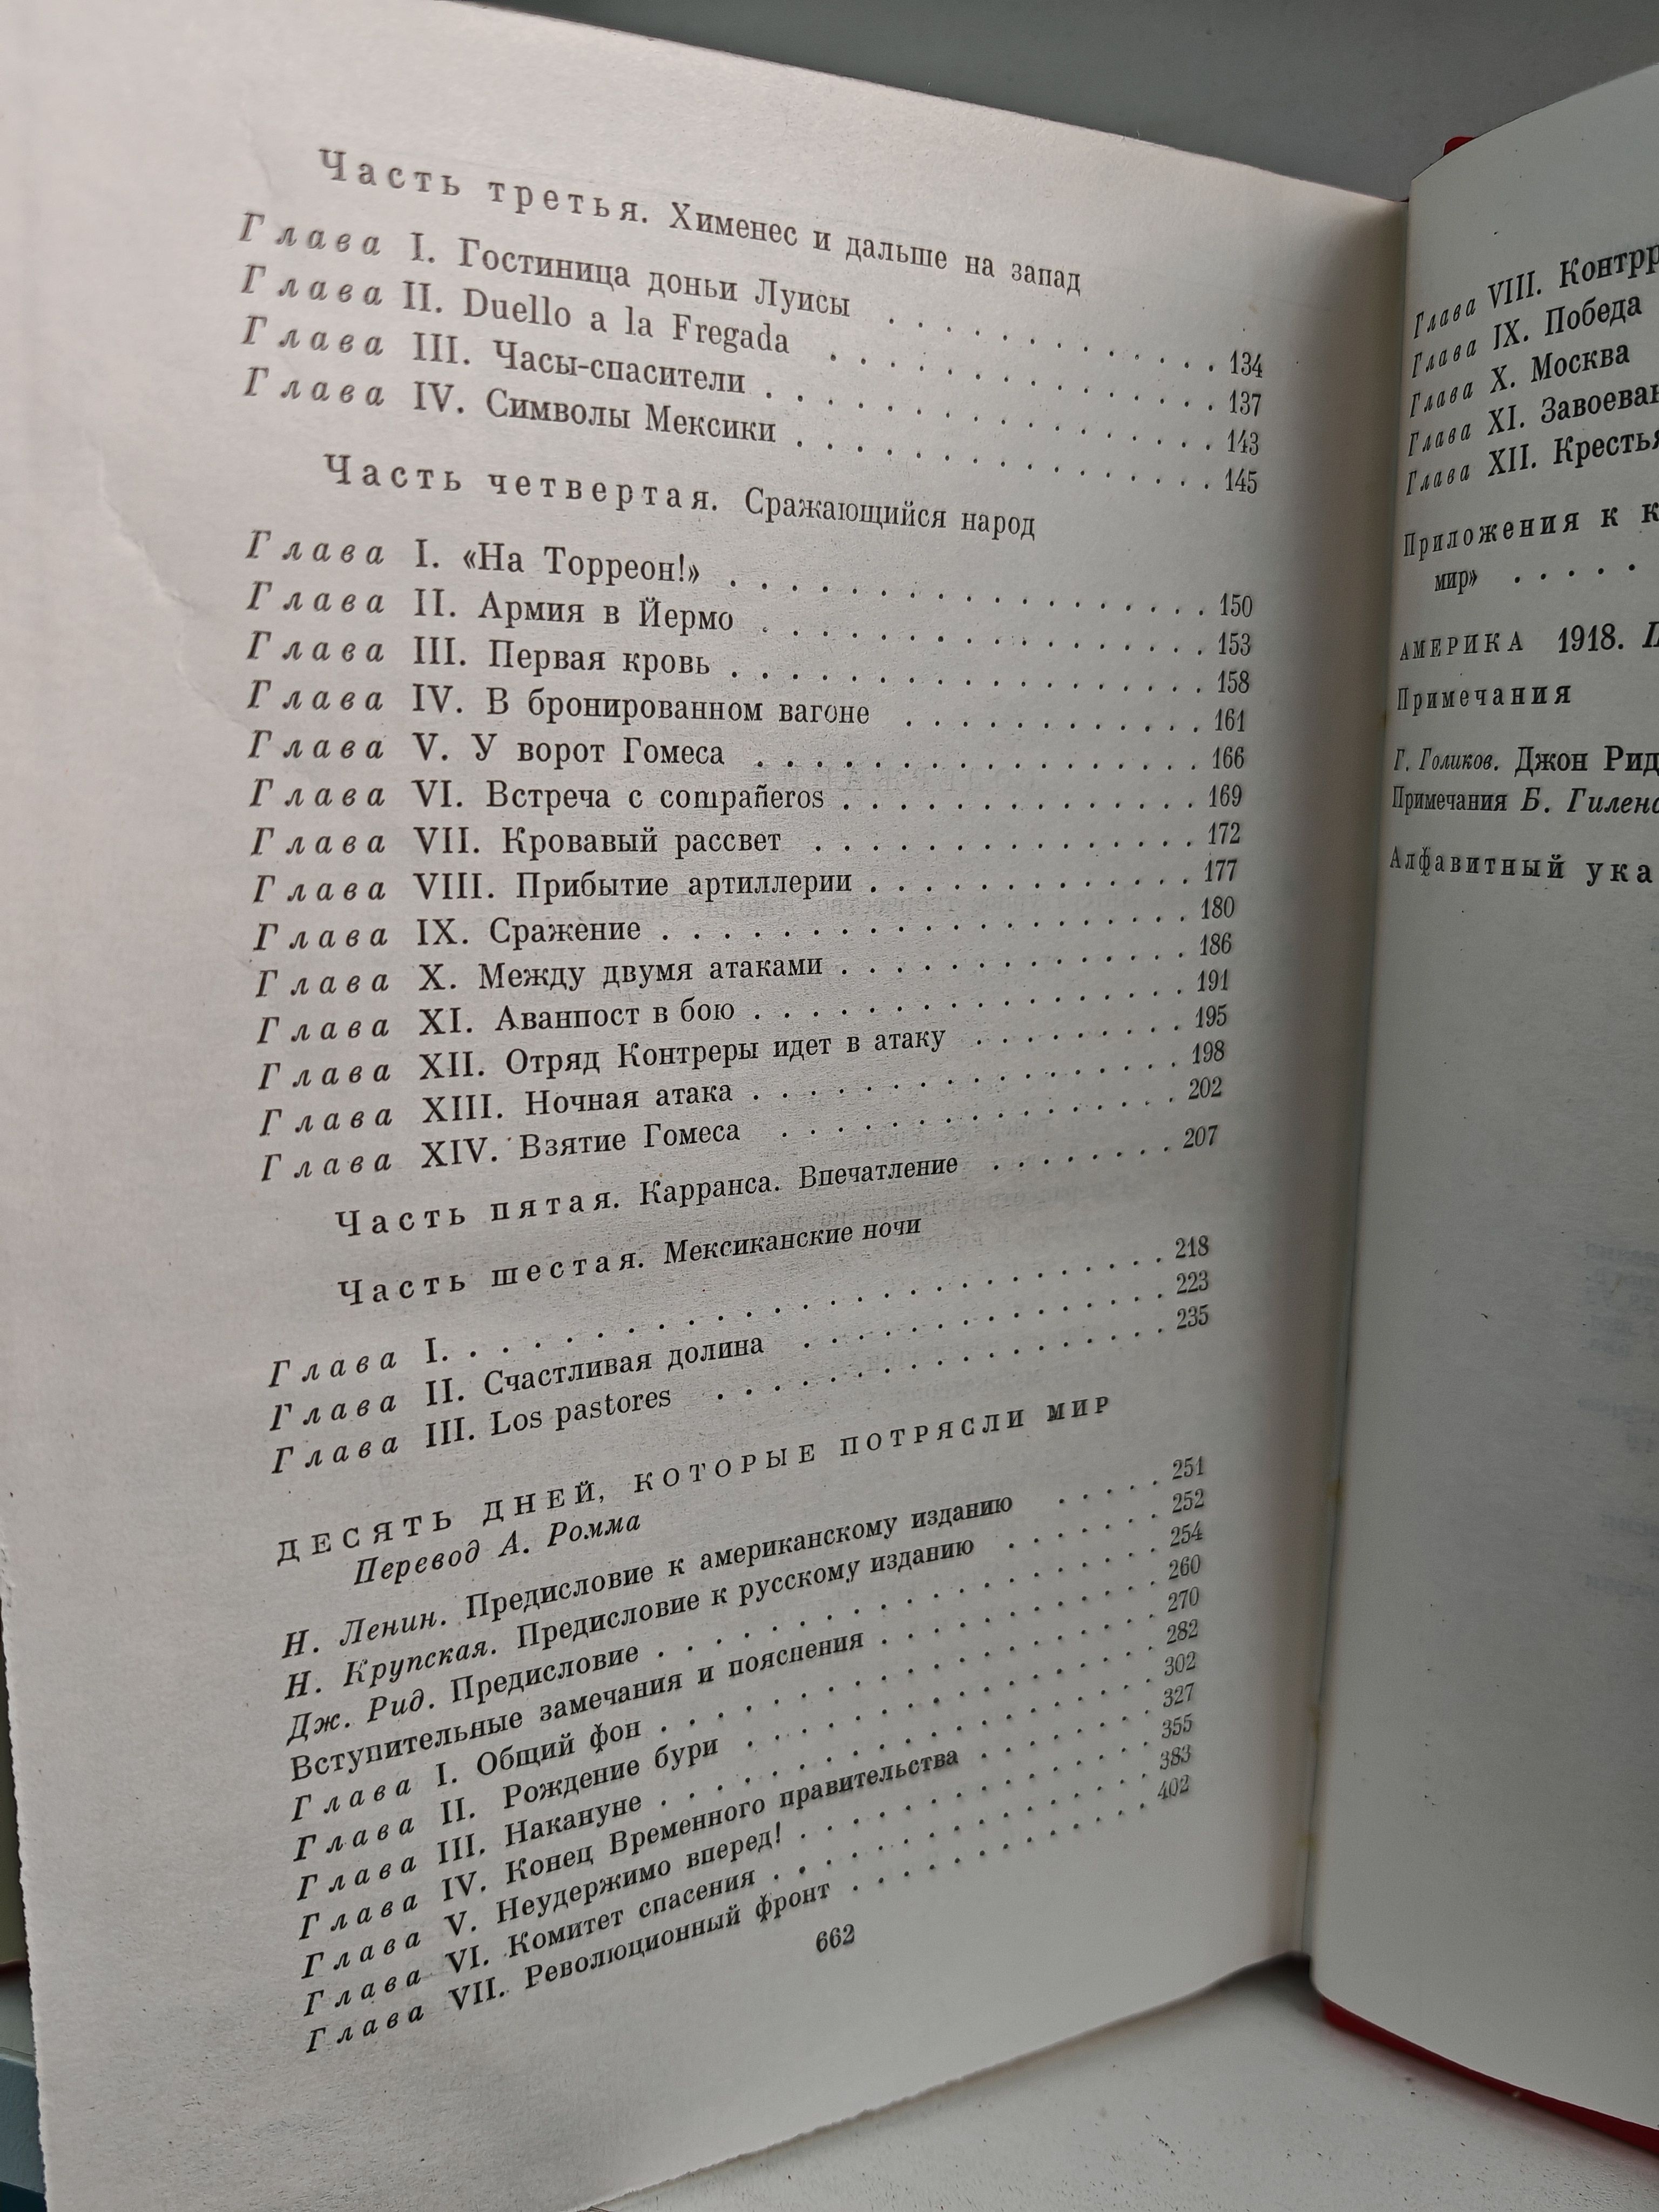 Часть третья. Хименес и дальше на запад
Глава I. Гостиница доньи Луисы . . . . . . . . . . . 134
Глава II. Duello a la Fregada . . . . . . . . . . . . . 137
Глава III. Часы-спасители . . . . . . . . . . . . . . . 143
Глава IV. Символы Мексики . . . . . . . . . . . . . . 145
Часть четвертая. Сражающийся народ
Глава I. «На Торреон!» . . . . . . . . . . . . . . . . 150
Глава II. Армия в Йермо . . . . . . . . . . . . . . . 153
Глава III. Первая кровь . . . . . . . . . . . . . . . . 158
Глава IV. В бронированном вагоне . . . . . . . . . . 161
Глава V. У ворот Гомеса . . . . . . . . . . . . . . . 166
Глава VI. Встреча с compañeros . . . . . . . . . . . . 169
Глава VII. Кровавый рассвет . . . . . . . . . . . . . 172
Глава VIII. Прибытие артиллерии . . . . . . . . . . . 177
Глава IX. Сражение . . . . . . . . . . . . . . . . . . 180
Глава X. Между двумя атаками . . . . . . . . . . . . 186
Глава XI. Аванпост в бою . . . . . . . . . . . . . . . 191
Глава XII. Отряд Контреры идет в атаку . . . . . . . . 195
Глава XIII. Ночная атака . . . . . . . . . . . . . . . 198
Глава XIV. Взятие Гомеса . . . . . . . . . . . . . . 202
Часть пятая. Карранса. Впечатление . . . . . . . . 207
Часть шестая. Мексиканские ночи
Глава I. . . . . . . . . . . . . . . . . . . . . . . . 218
Глава II. Счастливая долина . . . . . . . . . . . . . 223
Глава III. Los pastores . . . . . . . . . . . . . . . . 235
ДЕСЯТЬ ДНЕЙ, КОТОРЫЕ ПОТРЯСЛИ МИР
Перевод А. Ромма
Н. Ленин. Предисловие к американскому изданию . . . . 251
Н. Крупская. Предисловие к русскому изданию . . . . . . 252
Дж. Рид. Предисловие . . . . . . . . . . . . . . . . . . 254
Вступительные замечания и пояснения . . . . . . . . . . 260
Глава I. Общий фон . . . . . . . . . . . . . . . . . . 270
Глава II. Рождение бури . . . . . . . . . . . . . . . 282
Глава III. Накануне . . . . . . . . . . . . . . . . . . 302
Глава IV. Конец Временного правительства . . . . . . . 327
Глава V. Неудержимо вперед! . . . . . . . . . . . . . 355
Глава VI. Комитет спасения . . . . . . . . . . . . . . 383
Глава VII. Революционный фронт . . . . . . . . . . . . 402
662
Глава VIII. Контрр
Глава IX. Победа
Глава X. Москва
Глава XI. Завоеван
Глава XII. Крестья
Приложения к к
мир» . . . . .
АМЕРИКА 1918.
Примечания
Г. Голиков. Джон Рид
Примечания Б. Гиленс
Алфавитный ука